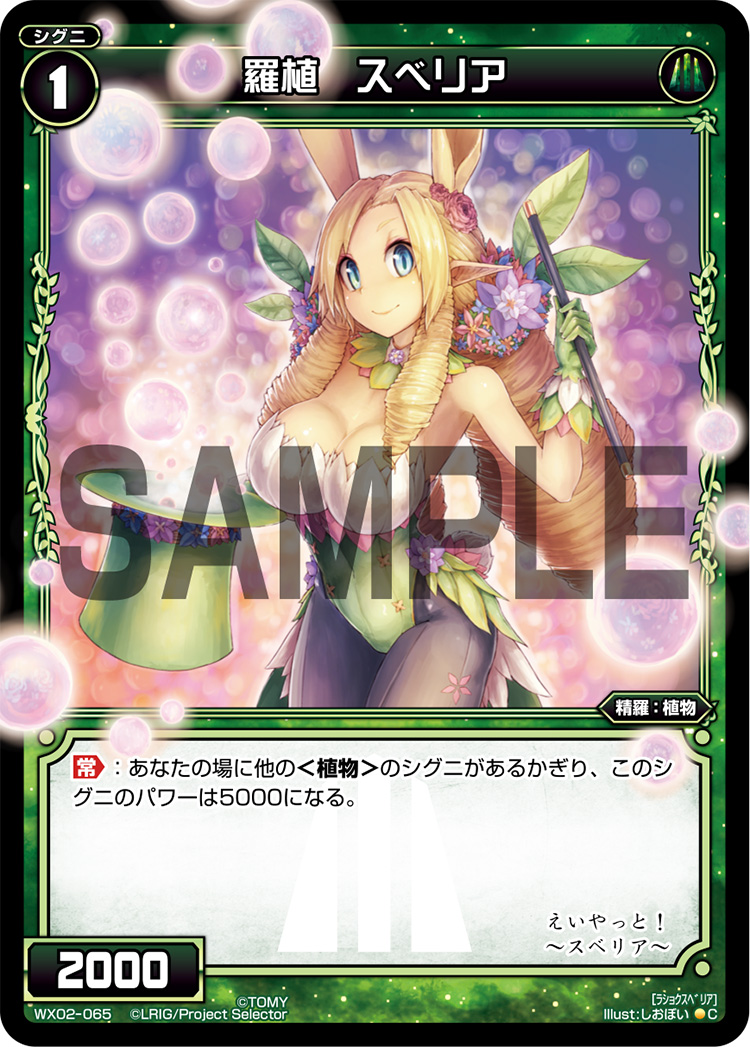 シグニ
1
羅植　スベリア
SAMPLE
精羅：植物
常：あなたの場に他の＜植物＞のシグニがあるかぎり、このシ
グニのパワーは5000になる。
えいやっと！
～スベリア～
2000
©TOMY
[ラショクスベリア]
WX02-065 ©LRIG/Project Selector
Illust:しおぼい C